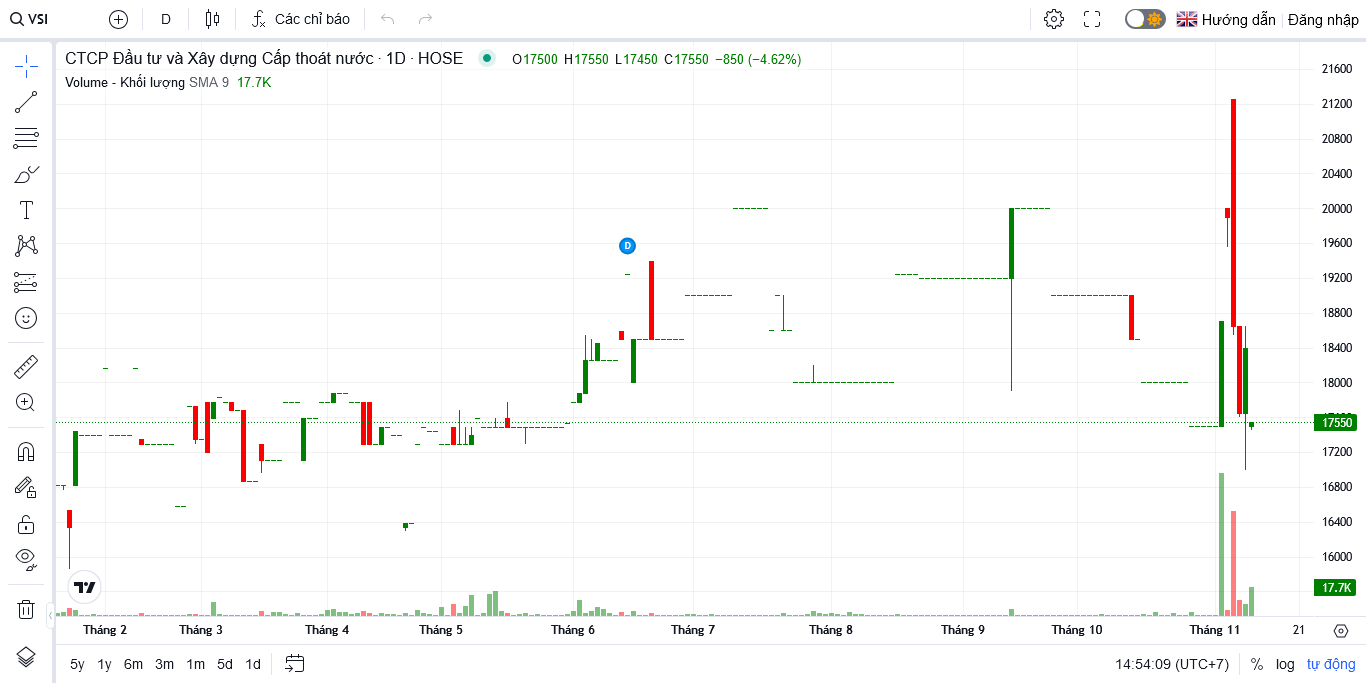 VSI D Các chỉ báo Hướng dẫn Đăng nhập
CTCP Đầu tư và Xây dựng Cấp thoát nước · 1D · HOSE O17500 H17550 L17450 C17550 −850 (−4.62%)
Volume - Khối lượng SMA 9 17.7K
21600
21200
20800
20400
20000
19600
19200
18800
18400
18000
17550
17200
16800
16400
16000
17.7K
D
Tháng 2 Tháng 3 Tháng 4 Tháng 5 Tháng 6 Tháng 7 Tháng 8 Tháng 9 Tháng 10 Tháng 11 21
5y 1y 6m 3m 1m 5d 1d 14:54:09 (UTC+7) % log tự động